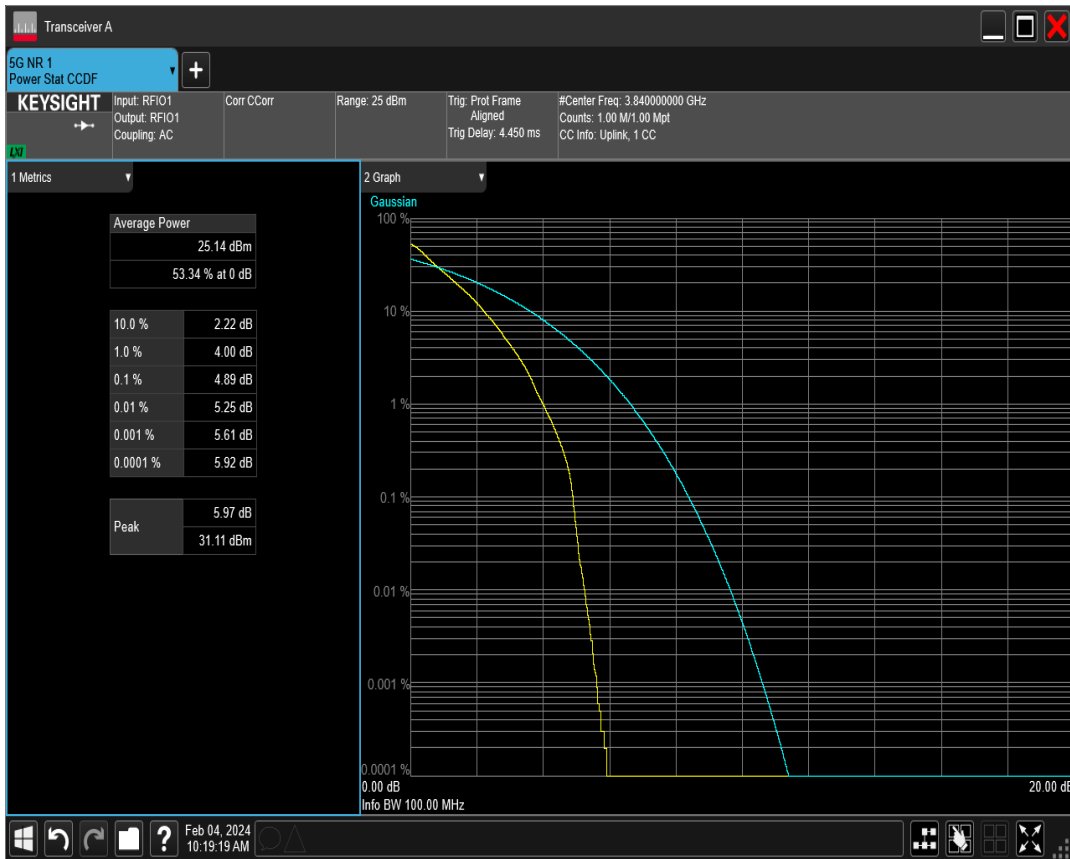 Transceiver A
5G NR 1
Power Stat CCDF
KEYSIGHT
LXI
Input: RFIO1
Output: RFIO1
Coupling: AC
Corr CCorr
Range: 25 dBm
Trig: Prot Frame
Aligned
Trig Delay: 4.450 ms
#Center Freq: 3.840000000 GHz
Counts: 1.00 M/1.00 Mpt
CC Info: Uplink, 1 CC
1 Metrics
Average Power
25.14 dBm
53.34 % at 0 dB
10.0 % 2.22 dB
1.0 % 4.00 dB
0.1 % 4.89 dB
0.01 % 5.25 dB
0.001 % 5.61 dB
0.0001 % 5.92 dB
Peak 5.97 dB
31.11 dBm
2 Graph
Gaussian
100 %
10 %
1 %
0.1 %
0.01 %
0.001 %
0.0001 %
0.00 dB 20.00 dB
Info BW 100.00 MHz
?
Feb 04, 2024
10:19:19 AM